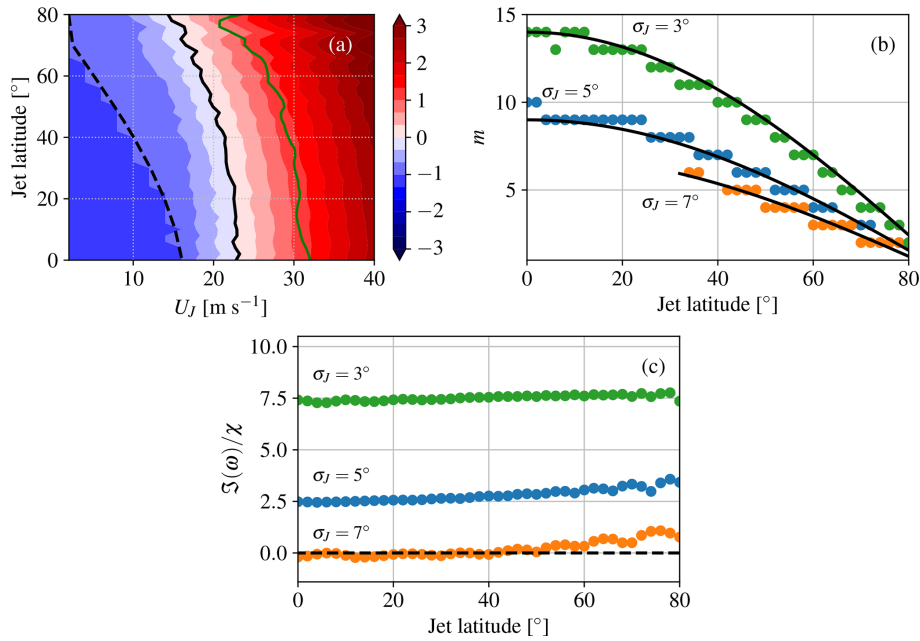 80
60
40
20
0
Jet latitude [°]
10
20
30
40
U_J [m s⁻¹]
(a)
3
2
1
0
−1
−2
−3
15
10
5
m
0
20
40
60
80
Jet latitude [°]
(b)
σ_J = 3°
σ_J = 5°
σ_J = 7°
10.0
7.5
5.0
2.5
0.0
ℑ(ω)/χ
0
20
40
60
80
Jet latitude [°]
(c)
σ_J = 3°
σ_J = 5°
σ_J = 7°